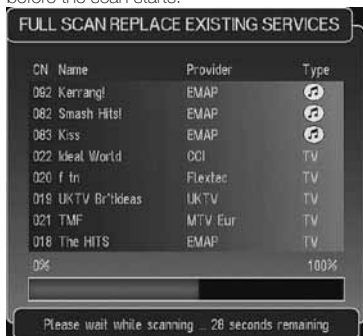 before the scan starts.
FULL SCAN REPLACE EXISTING SERVICES
CN Name Provider Type
092 Kerrang! EMAP
082 Smash Hits! EMAP
083 Kiss EMAP
022 Ideal World CCI TV
020 f tn Flextec TV
019 UKTV Br'tIdeas UKTV TV
021 TMF MTV Eur TV
018 The HITS EMAP TV
0% 100%
Please wait while scanning ... 28 seconds remaining